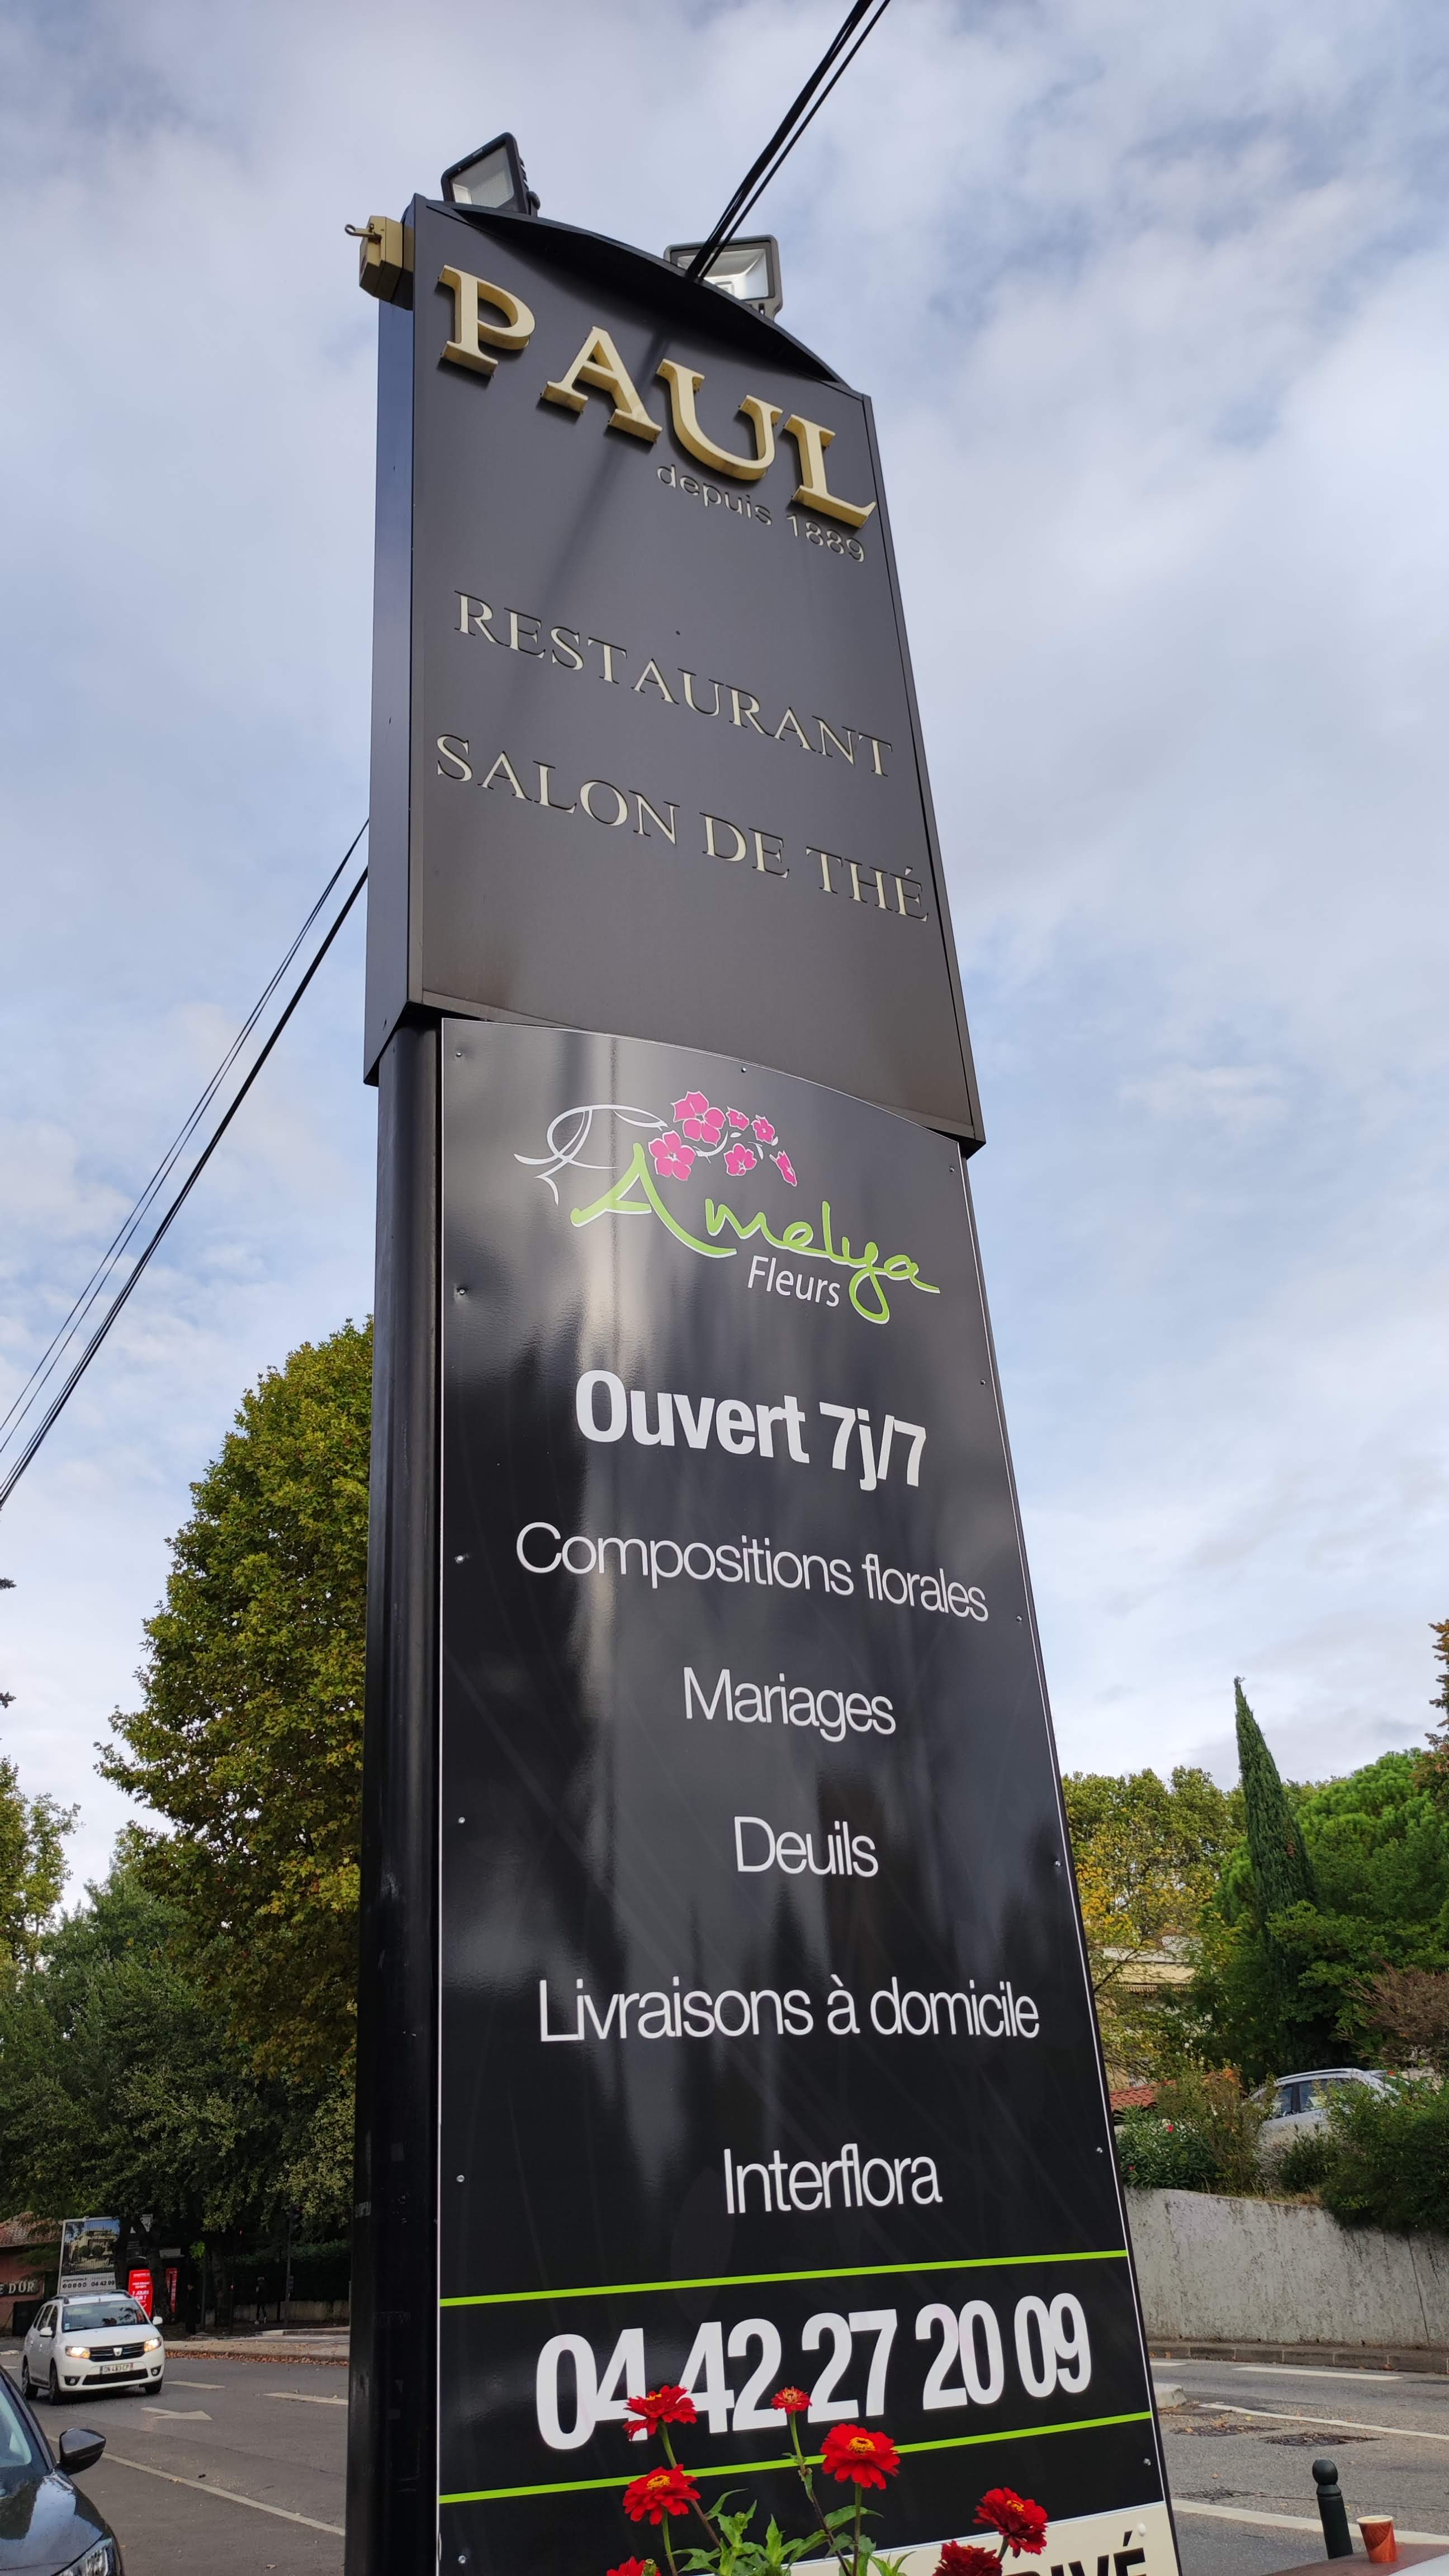 PAUL
depuis 1889
RESTAURANT
SALON DE THÉ
Amelya
Fleurs
Ouvert 7j/7
Compositions florales
Mariages
Deuils
Livraisons à domicile
Interflora
04 42 27 20 09